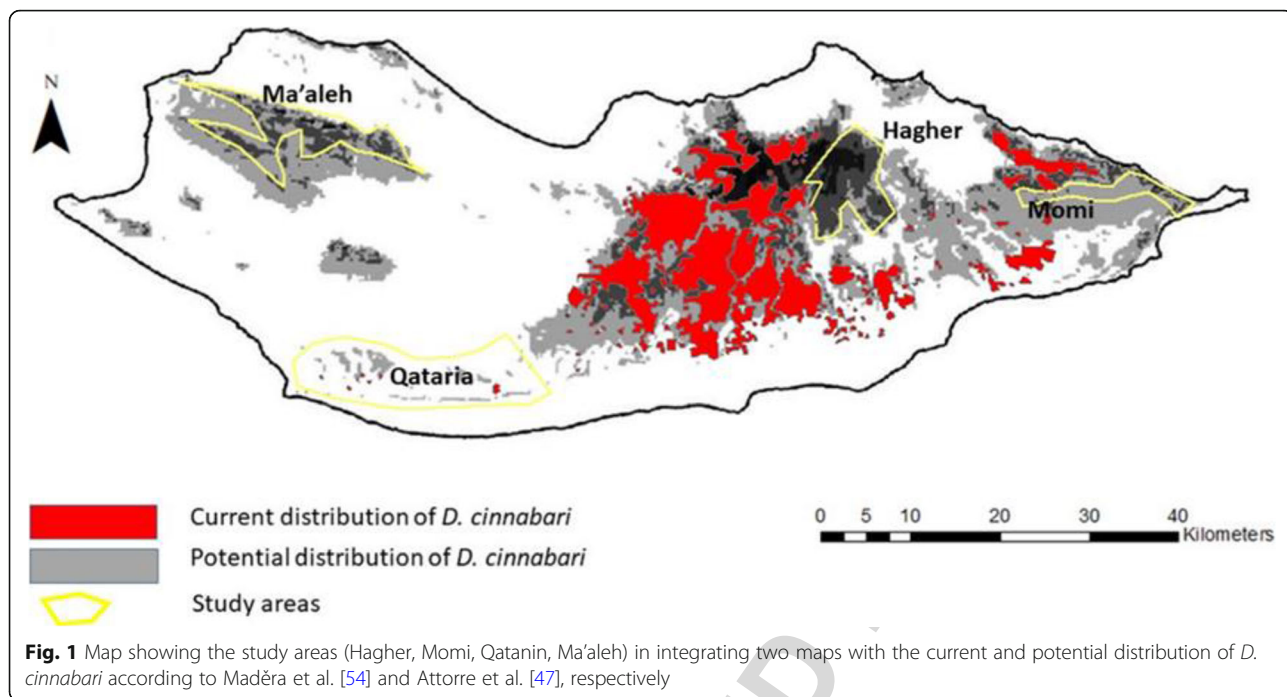 N
Ma'aleh
Hagher
Momi
Qataria
Current distribution of D. cinnabari
Potential distribution of D. cinnabari
Study areas
0 5 10 20 30 40
Kilometers
Fig. 1 Map showing the study areas (Hagher, Momi, Qatanin, Ma'aleh) in integrating two maps with the current and potential distribution of D.
cinnabari according to Maděra et al. [54] and Attorre et al. [47], respectively